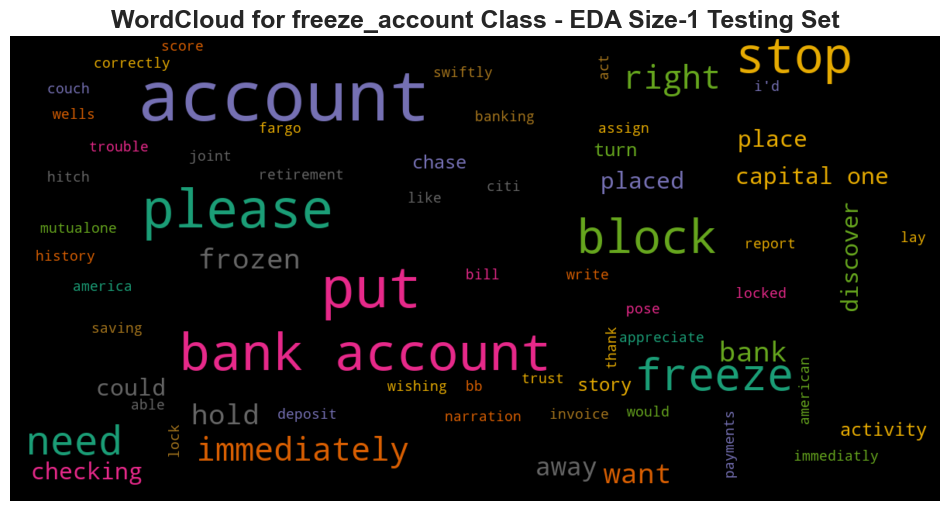 WordCloud for freeze_account Class - EDA Size-1 Testing Set
score
correctly
act
stop
account
swiftly
right
couch
i'd
wells
banking
fargo
assign
place
trouble
turn
joint
chase
hitch
retirement
citi
placed
capital one
please
like
mutualone
block
discover
lay
history
frozen
report
america
put
bill
write
locked
pose
saving
bank account
thank
appreciate
bank
could
wishing
bb
trust
story
freeze
american
able
hold
deposit
narration
invoice
would
need
lock
immediately
payments
activity
checking
away
want
immediatly